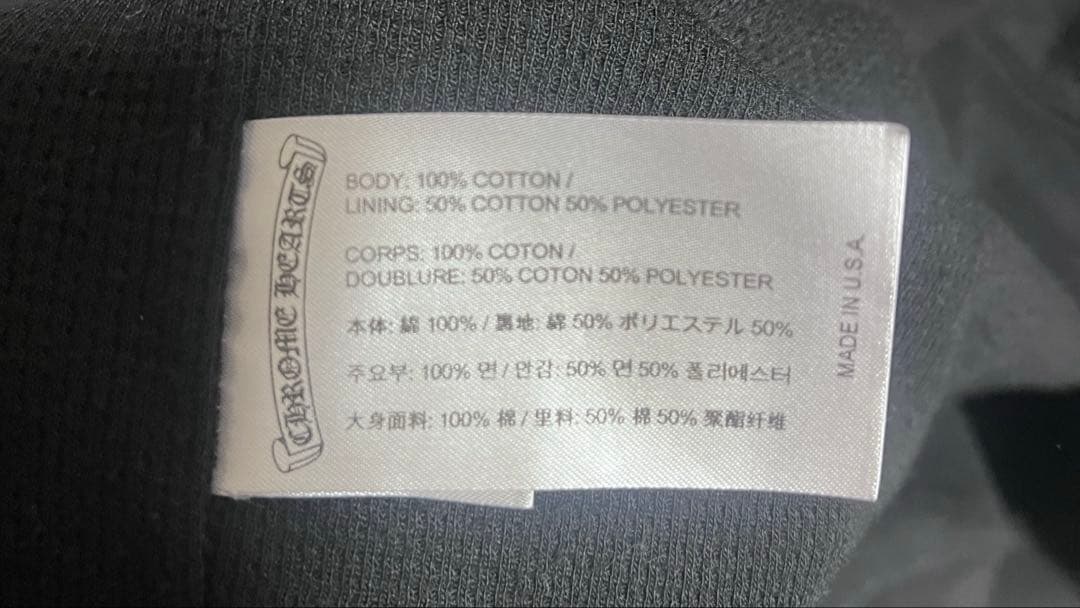 CHROME HEARTS
BODY: 100% COTTON /
LINING: 50% COTTON 50% POLYESTER
CORPS: 100% COTON /
DOUBLURE: 50% COTON 50% POLYESTER
本体: 綿 100% / 裏地: 綿 50% ポリエステル 50%
주요부: 100% 면 / 안감: 50% 면 50% 폴리에스터
大身面料: 100% 棉 / 里料: 50% 棉 50% 聚酯纤维
MADE IN U.S.A.